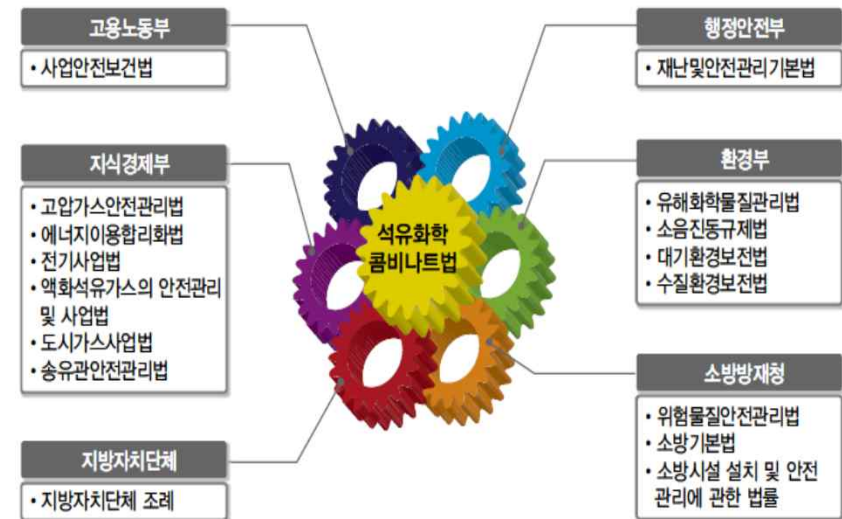 고용노동부
• 사업안전보건법
지식경제부
• 고압가스안전관리법
• 에너지이용합리화법
• 전기사업법
• 액화석유가스의 안전관리
및 사업법
• 도시가스사업법
• 송유관안전관리법
지방자치단체
• 지방자치단체 조례
석유화학
콤비나트법
행정안전부
• 재난및안전관리기본법
환경부
• 유해화학물질관리법
• 소음진동규제법
• 대기환경보전법
• 수질환경보전법
소방방재청
• 위험물질안전관리법
• 소방기본법
• 소방시설 설치 및 안전
관리에 관한 법률